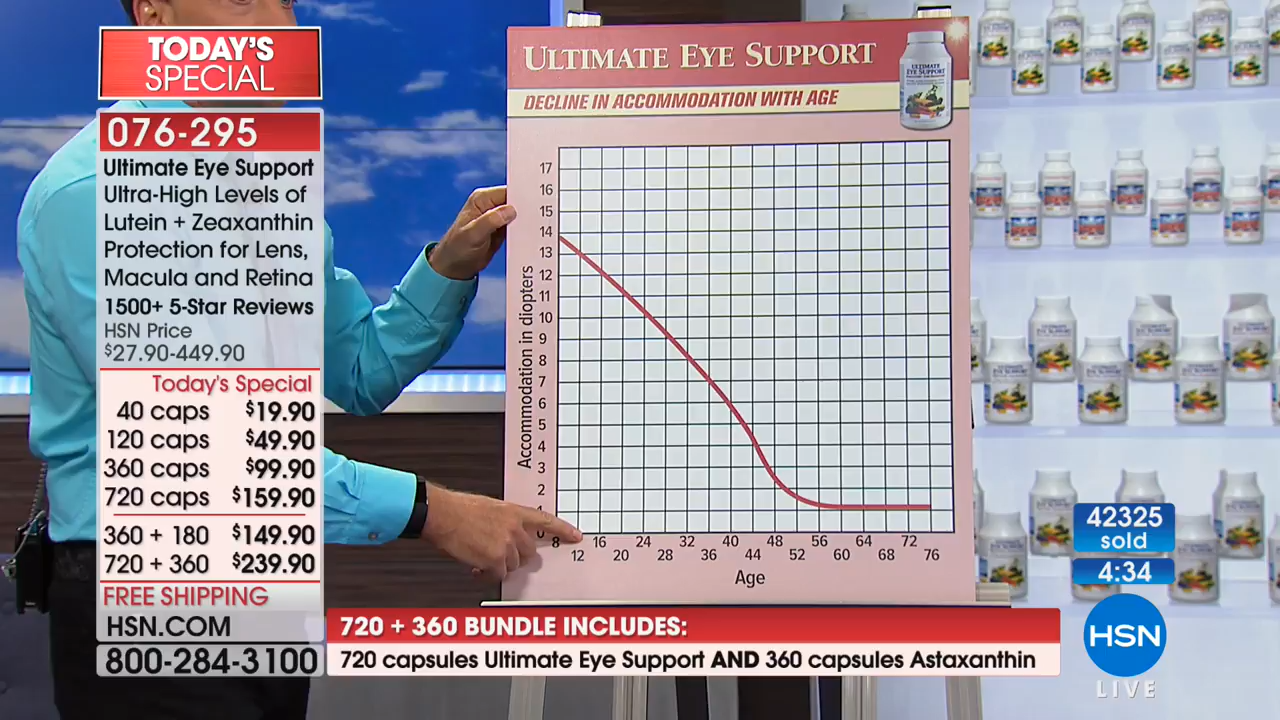 TODAY'S
SPECIAL
076-295
Ultimate Eye Support
Ultra-High Levels of
Lutein + Zeaxanthin
Protection for Lens,
Macula and Retina
1500+ 5-Star Reviews
HSN Price
$27.90-449.90
Today's Special
40 caps $19.90
120 caps $49.90
360 caps $99.90
720 caps $159.90
360 + 180 $149.90
720 + 360 $239.90
FREE SHIPPING
HSN.COM
800-284-3100
ULTIMATE EYE SUPPORT
DECLINE IN ACCOMMODATION WITH AGE
ULTIMATE
EYE SUPPORT
Accommodation in diopters
17
16
15
14
13
12
11
10
9
8
7
6
5
4
3
2
1
0
8 16 24 32 40 48 56 64 72
12 20 28 36 44 52 60 68 76
Age
42325
sold
4:34
HSN
LIVE
720 + 360 BUNDLE INCLUDES:
720 capsules Ultimate Eye Support AND 360 capsules Astaxanthin